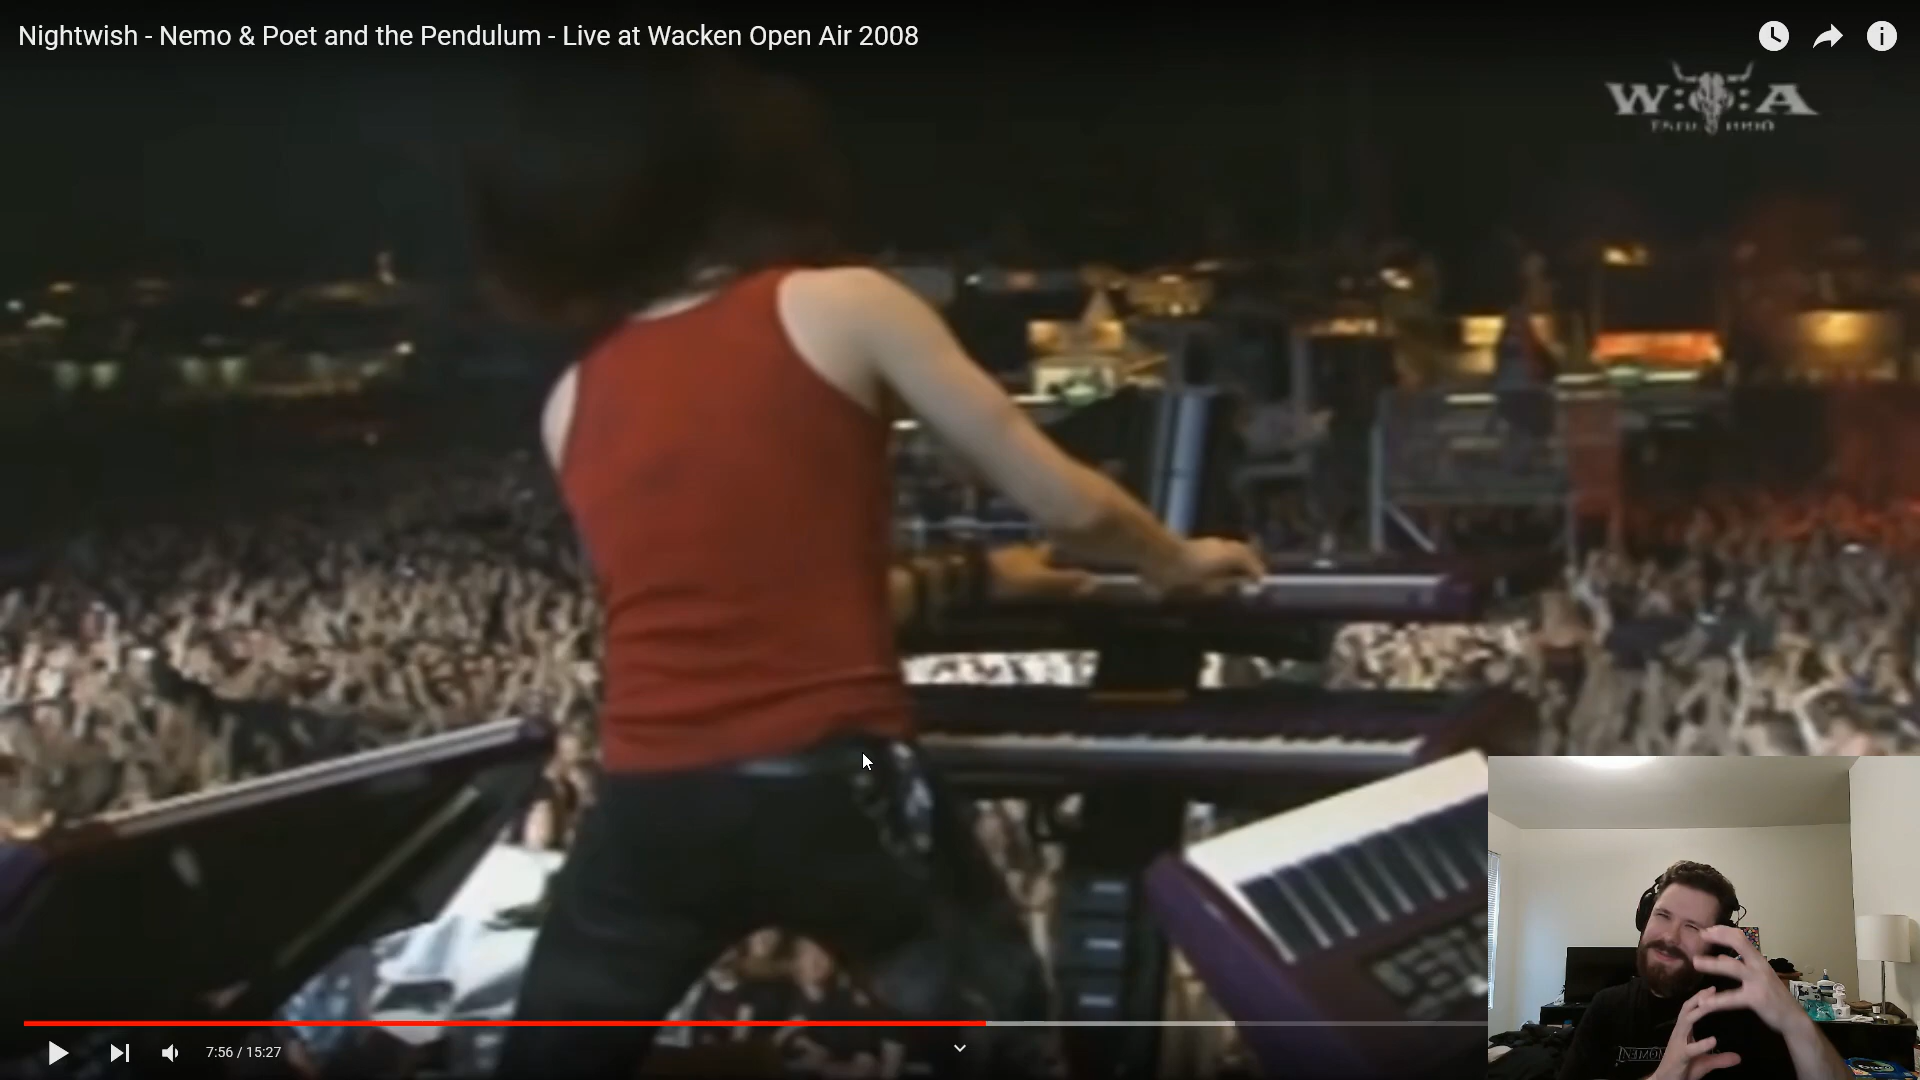 Nightwish - Nemo & Poet and the Pendulum - Live at Wacken Open Air 2008
W:O:A
7:56 / 15:27